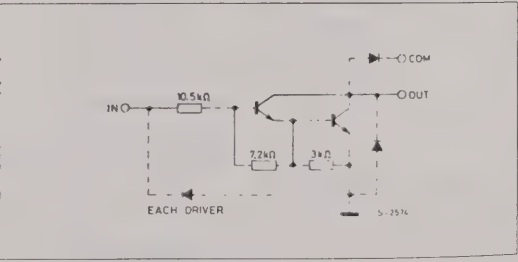 COM
10.5kΩ
IN
OUT
7.2kΩ
3kΩ
EACH DRIVER
S-2574